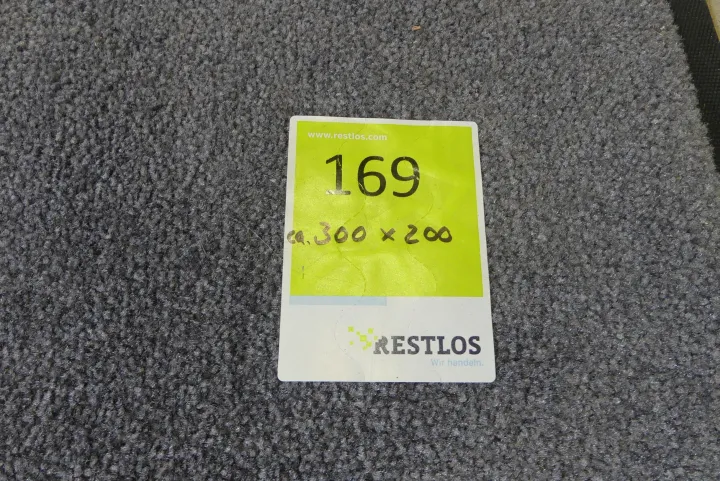 www.restlos.com
169
ca. 300 x 200
RESTLOS
Wir handeln.